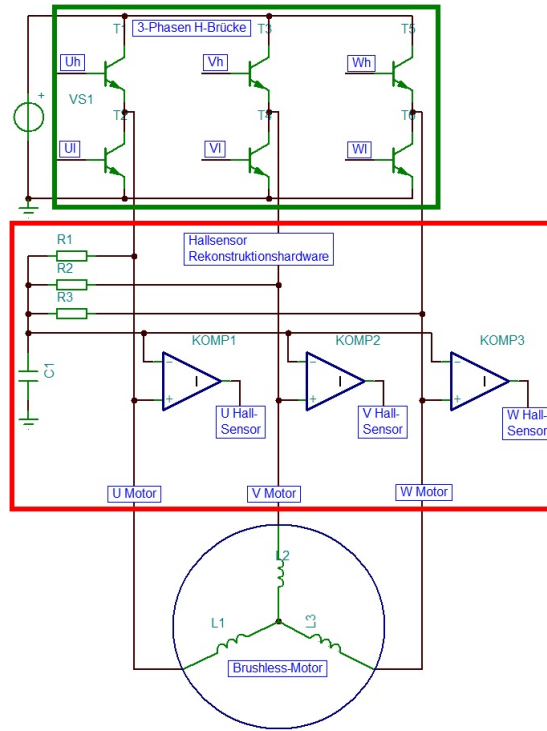 T1
3-Phasen H-Brücke
T3
T5
Uh
Vh
Wh
+
VS1
T2
T4
T6
Ul
Vl
Wl
Hallsensor
Rekonstruktionshardware
R1
R2
R3
KOMP1
KOMP2
KOMP3
C1
U Hall-
Sensor
V Hall-
Sensor
W Hall-
Sensor
U Motor
V Motor
W Motor
L2
L1
L3
Brushless-Motor